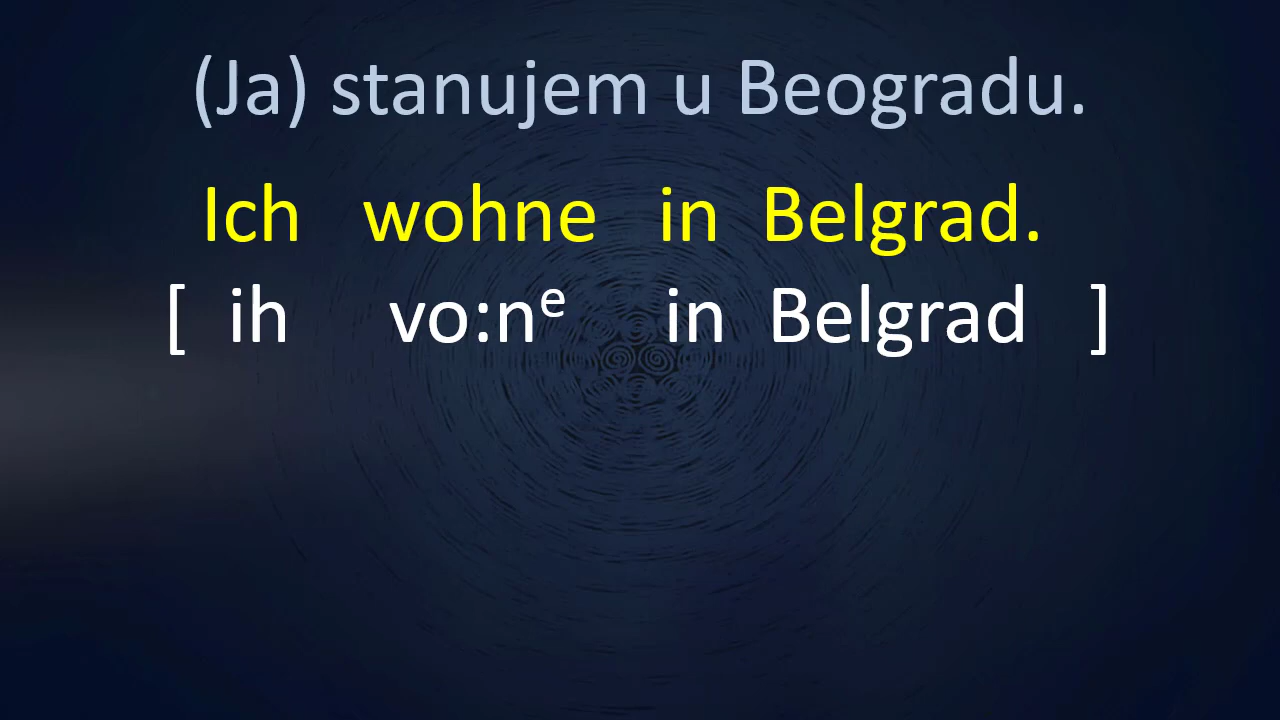 (Ja) stanujem u Beogradu.
Ich wohne in Belgrad.
[ ih vo:nᵉ in Belgrad ]